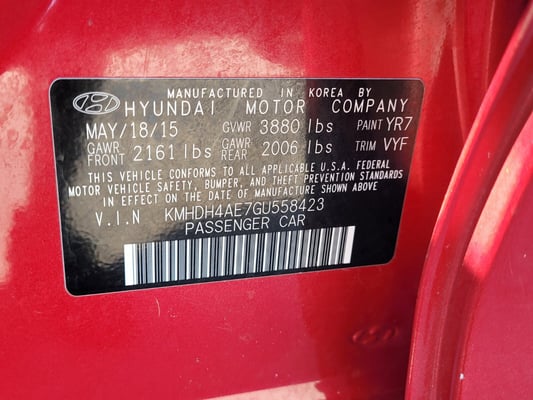 MANUFACTURED IN KOREA BY
HYUNDAI MOTOR COMPANY
MAY/18/15 GVWR 3880 lbs PAINT YR7
GAWR FRONT 2161 lbs GAWR REAR 2006 lbs TRIM VYF
THIS VEHICLE CONFORMS TO ALL APPLICABLE U.S.A. FEDERAL
MOTOR VEHICLE SAFETY, BUMPER, AND THEFT PREVENTION STANDARDS
IN EFFECT ON THE DATE OF MANUFACTURE SHOWN ABOVE.
V.I.N KMHDH4AE7GU558423
PASSENGER CAR